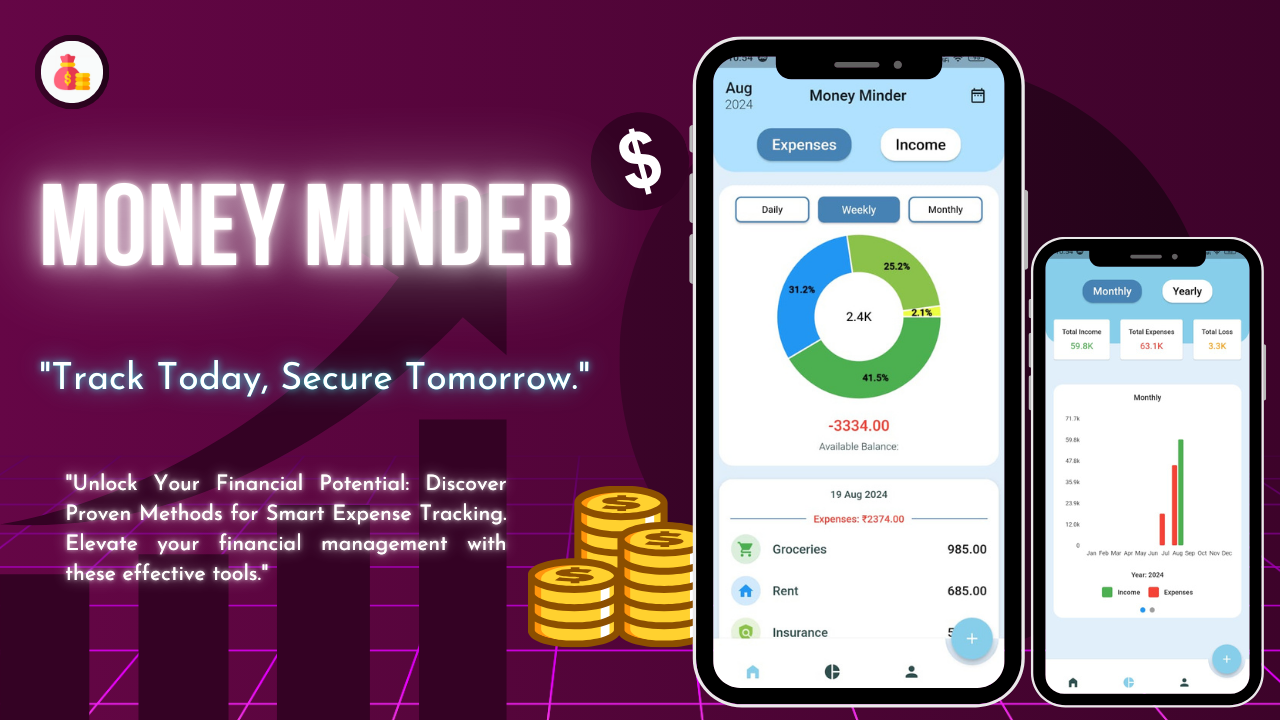 $
MONEY MINDER
"Track Today, Secure Tomorrow."
"Unlock Your Financial Potential: Discover
Proven Methods for Smart Expense Tracking.
Elevate your financial management with
these effective tools."
Aug
2024
Money Minder
Expenses
Income
Daily
Weekly
Monthly
25.2%
31.2%
2.4K
2.1%
41.5%
-3334.00
Available Balance:
19 Aug 2024
Expenses: ₹2374.00
Groceries 985.00
Rent 685.00
Insurance
+
Monthly
Yearly
Total Income
59.8K
Total Expenses
63.1K
Total Loss
3.3K
Monthly
71.7k
59.8k
47.8k
35.9k
23.9k
12.0k
0
Jan Feb Mar Apr May Jun Jul Aug Sep Oct Nov Dec
Year: 2024
Income
Expenses
+